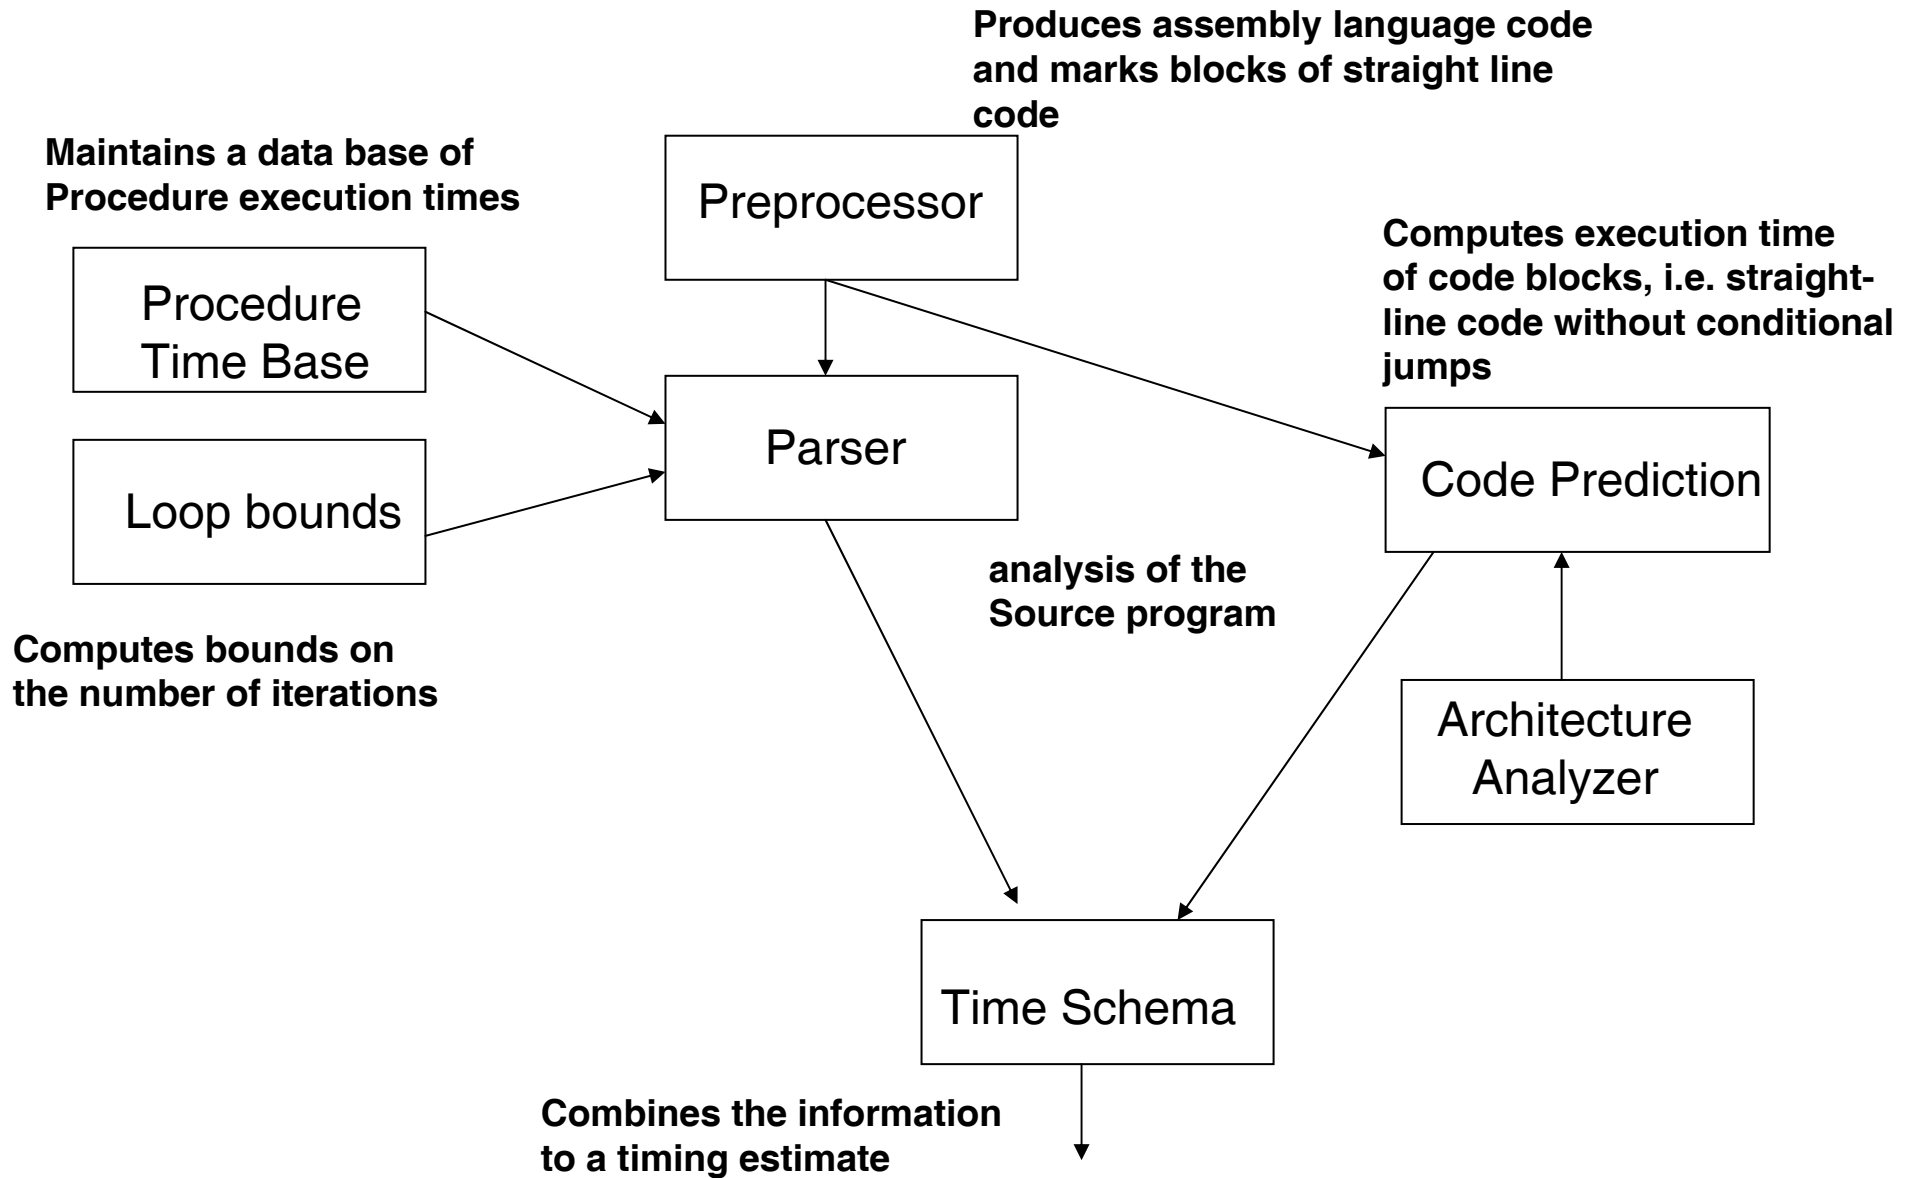 Produces assembly language code
and marks blocks of straight line
code
Maintains a data base of
Procedure execution times
Preprocessor
Computes execution time
of code blocks, i.e. straight-
line code without conditional
jumps
Procedure
Time Base
Parser
Code Prediction
Loop bounds
analysis of the
Source program
Computes bounds on
the number of iterations
Architecture
Analyzer
Time Schema
Combines the information
to a timing estimate